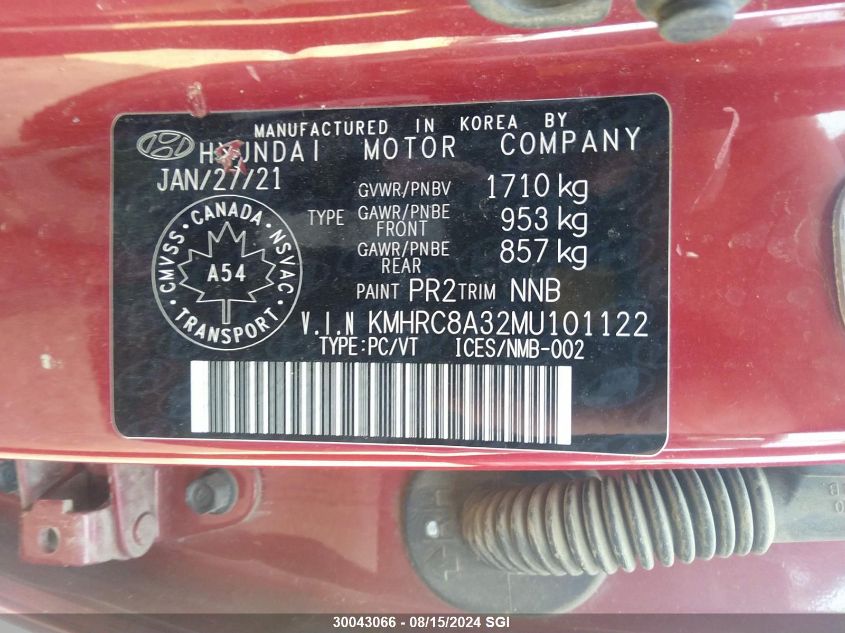 MANUFACTURED IN KOREA BY
HYUNDAI MOTOR COMPANY
JAN/27/21
GVWR/PNBV 1710 kg
TYPE GAWR/PNBE FRONT 953 kg
GAWR/PNBE REAR 857 kg
CMVSS · CANADA · NSVAC
A54
TRANSPORT
PAINT PR2 TRIM NNB
V.I.N KMHRC8A32MU101122
TYPE:PC/VT ICES/NMB-002
30043066 - 08/15/2024 SGI